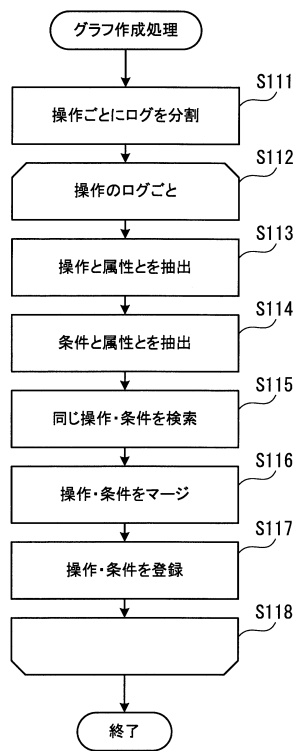 グラフ作成処理
S111
操作ごとにログを分割
S112
操作のログごと
S113
操作と属性とを抽出
S114
条件と属性とを抽出
S115
同じ操作・条件を検索
S116
操作・条件をマージ
S117
操作・条件を登録
S118
終了